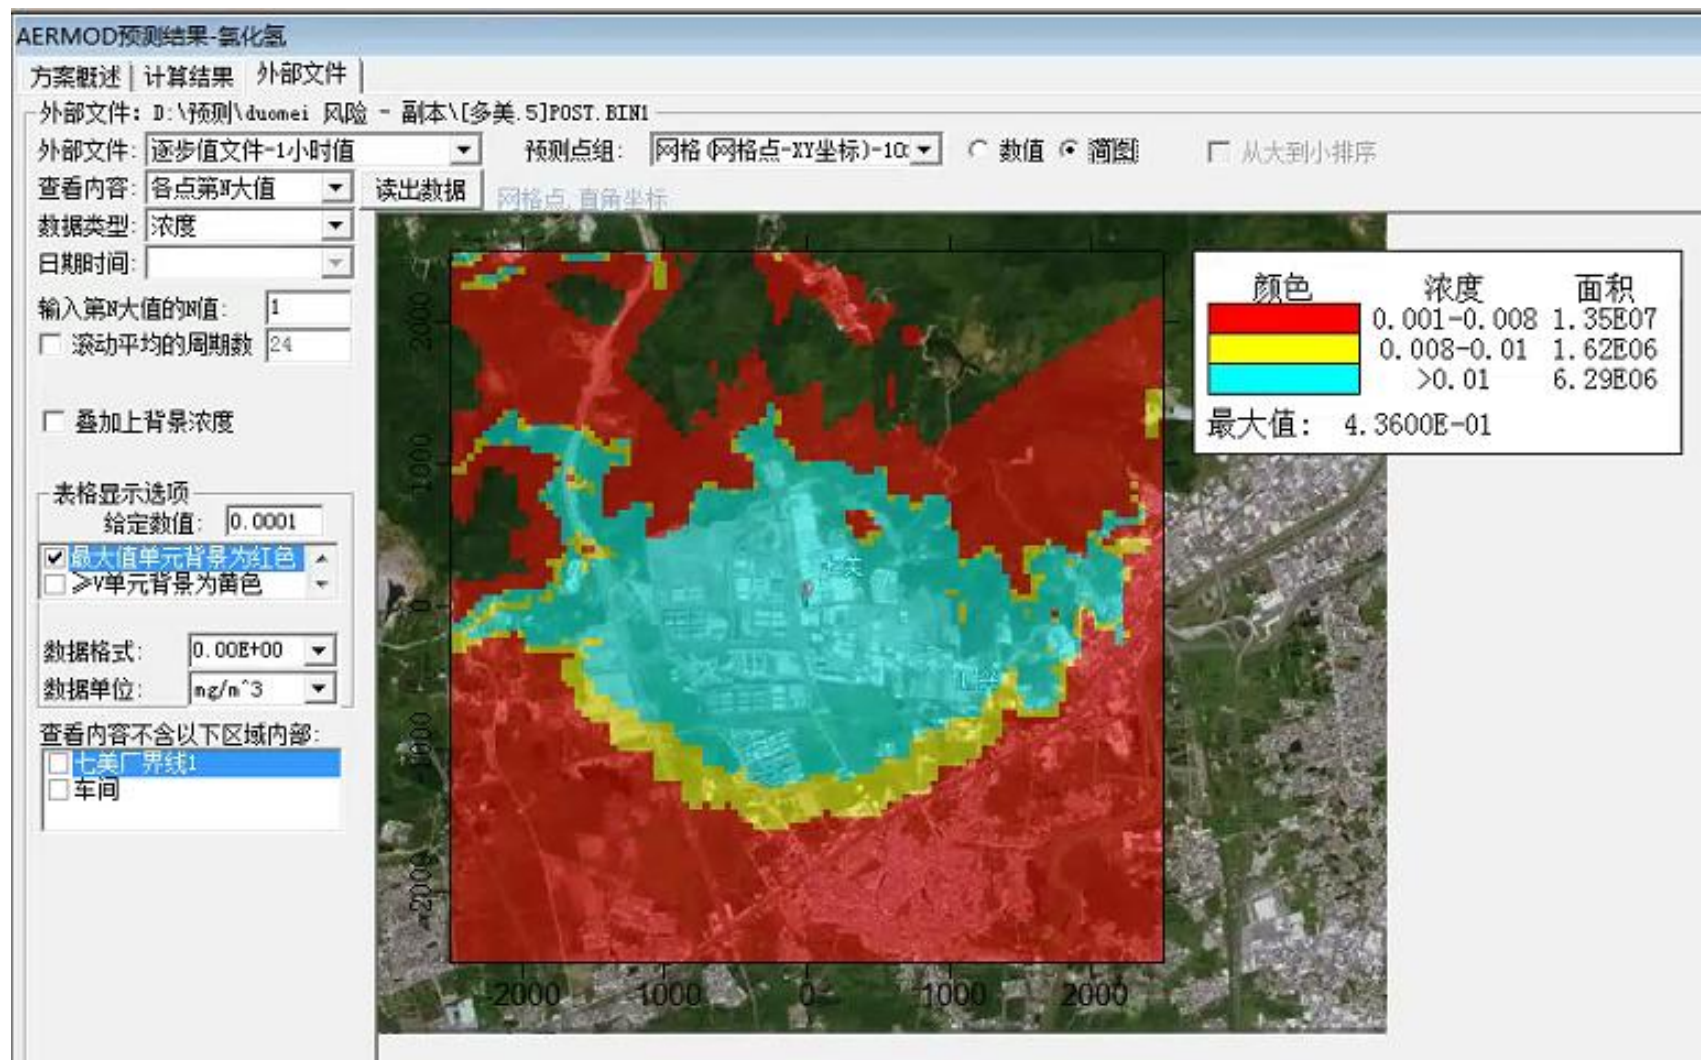 AERMOD预测结果-氯化氢
方案概述 计算结果 外部文件
外部文件: D:\预测\duomei 风险 - 副本\[多美.5]POST.BIN1
外部文件: 逐步值文件-1小时值 预测点组: 网格(网格点-XY坐标)-10 数值 简图 从大到小排序
查看内容: 各点第N大值 读出数据 网格点,直角坐标
数据类型: 浓度
日期时间:
输入第N大值的N值: 1
滚动平均的周期数 24
叠加上背景浓度
表格显示选项
给定数值: 0.0001
最大值单元背景为红色
≥V单元背景为黄色
数据格式: 0.00E+00
数据单位: mg/m^3
查看内容不含以下区域内部:
七美厂界线1
车间
颜色 浓度 面积
0.001-0.008 1.35E07
0.008-0.01 1.62E06
>0.01 6.29E06
最大值: 4.3600E-01
2000
1000
0
-1000
-2000
-2000 -1000 0 1000 2000